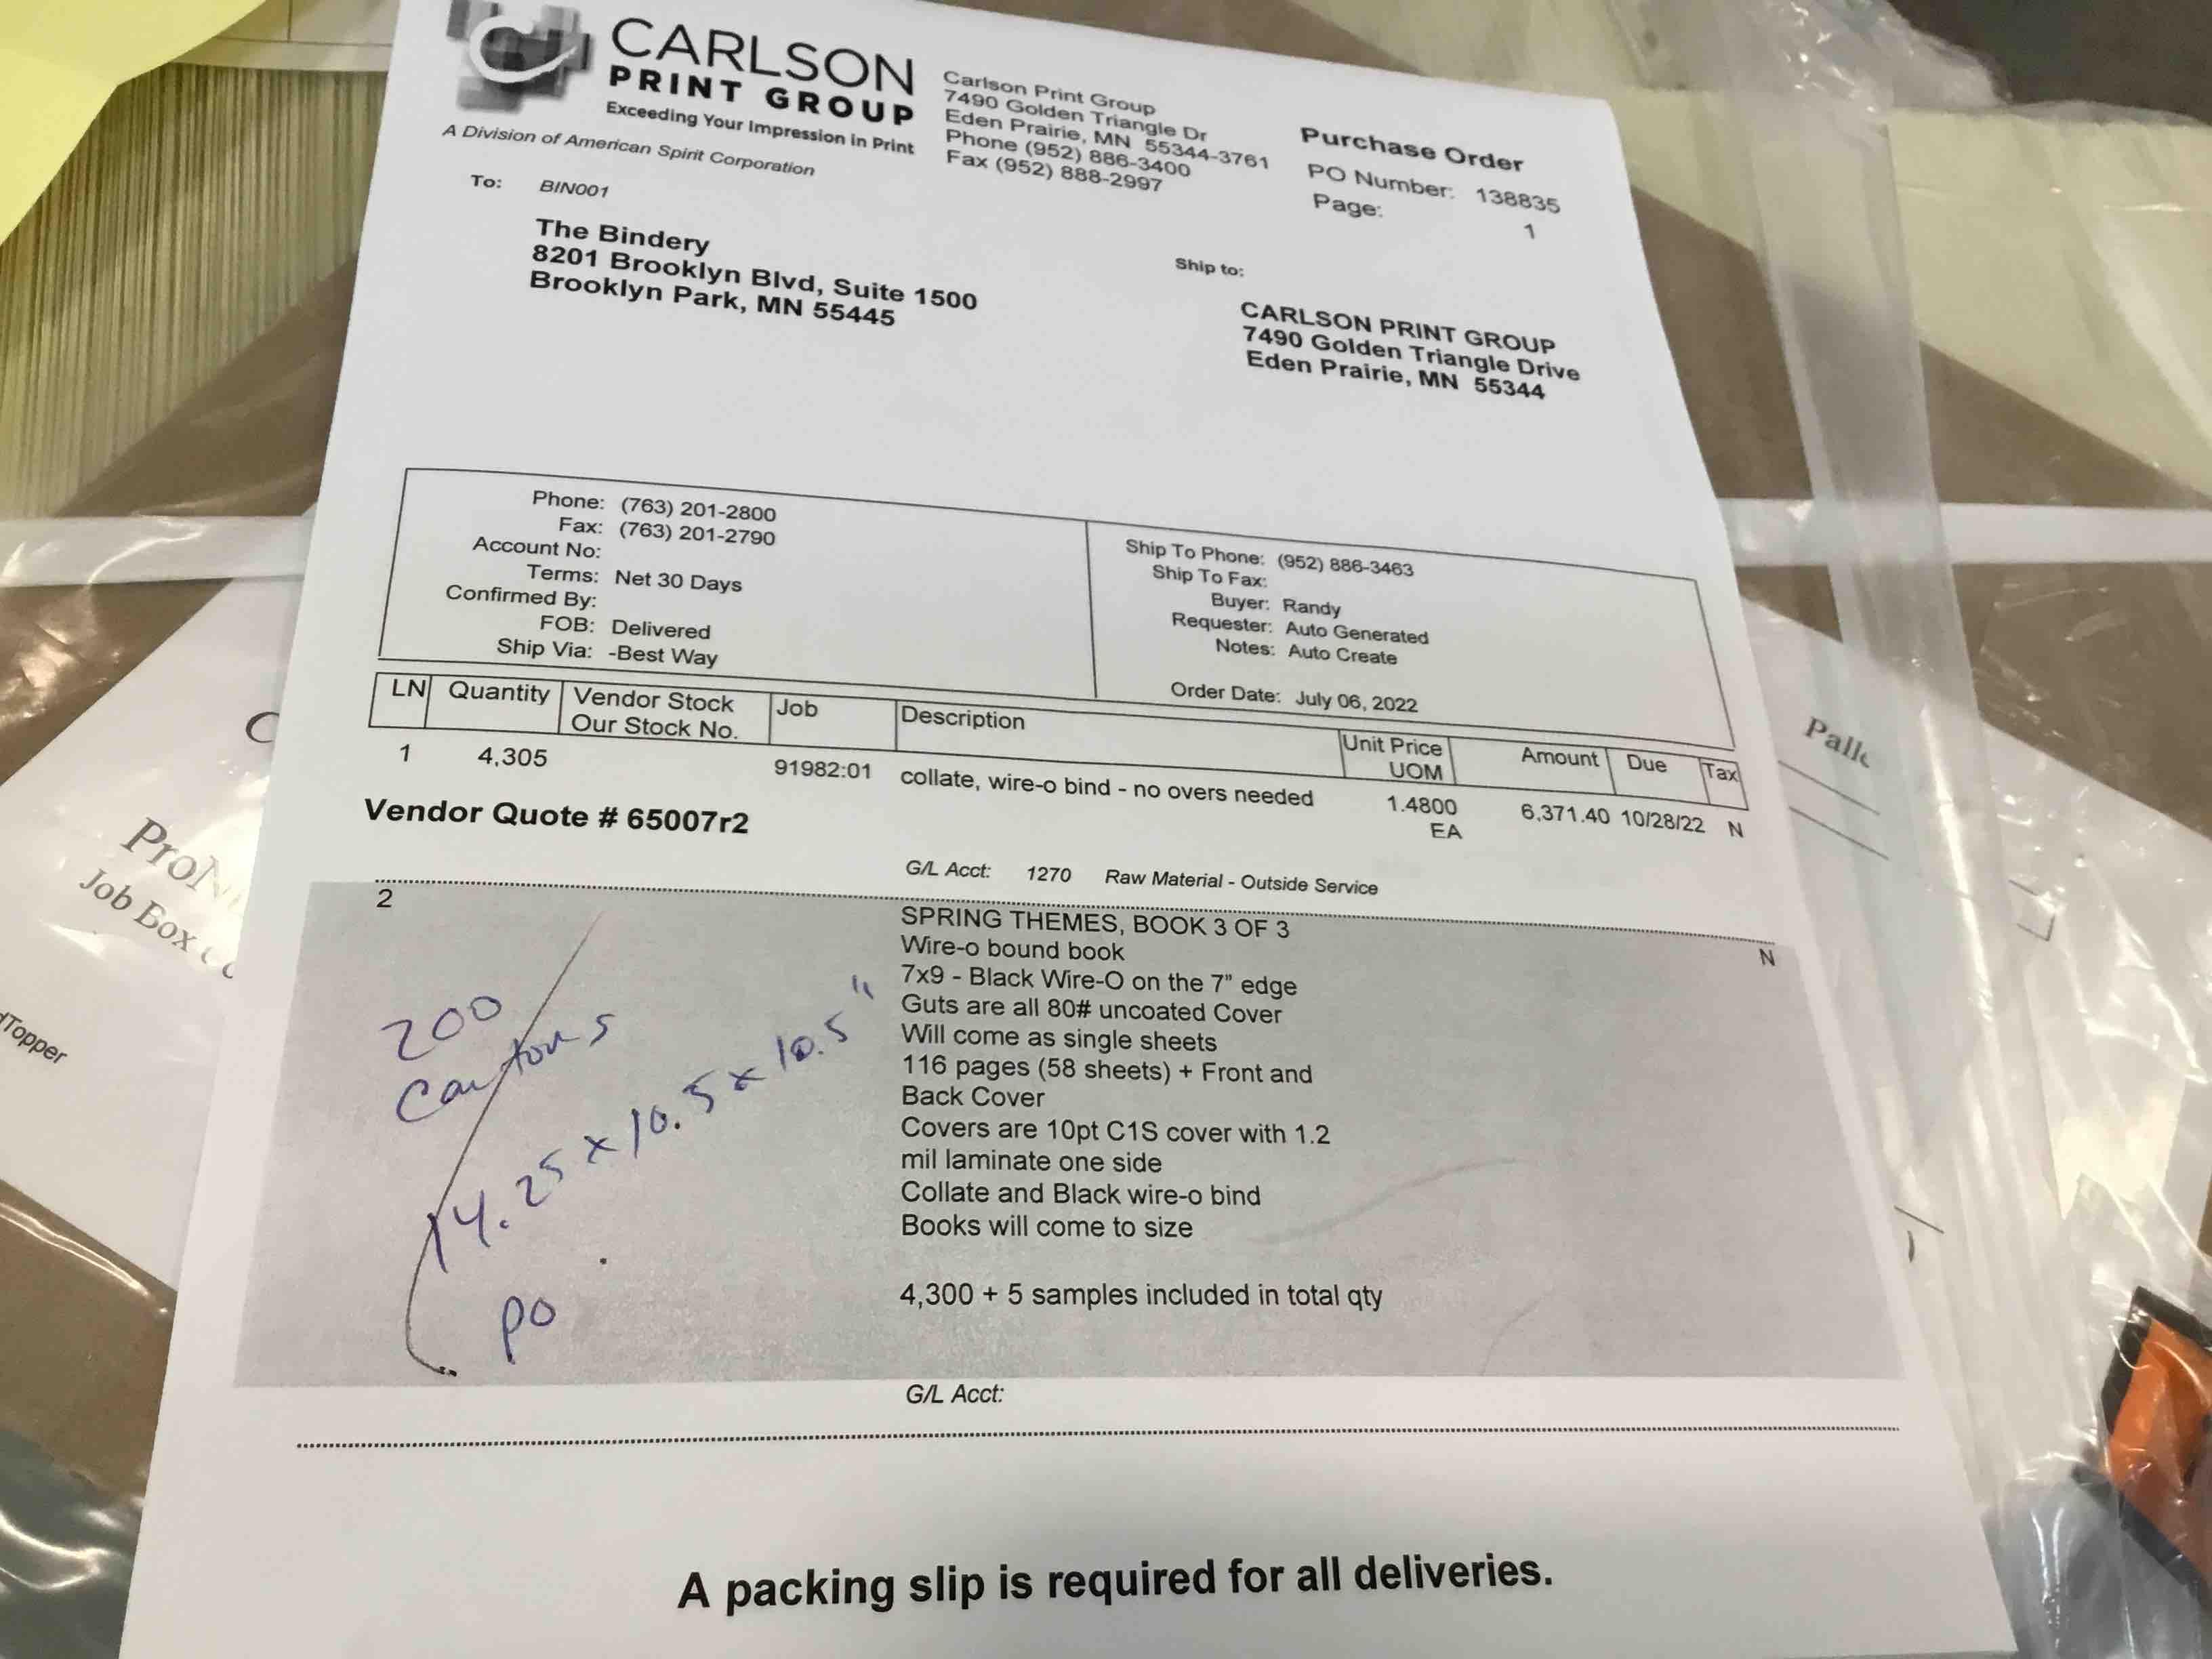 CARLSON
PRINT GROUP
Exceeding Your Impression in Print
A Division of American Spirit Corporation
Carlson Print Group
7490 Golden Triangle Dr
Eden Prairie, MN 55344-3761
Phone (952) 886-3400
Fax (952) 888-2997
Purchase Order
PO Number: 138835
Page: 1
To: BIN001
The Bindery
8201 Brooklyn Blvd, Suite 1500
Brooklyn Park, MN 55445
Ship to:
CARLSON PRINT GROUP
7490 Golden Triangle Drive
Eden Prairie, MN 55344
Phone: (763) 201-2800
Fax: (763) 201-2790
Account No:
Terms: Net 30 Days
Confirmed By:
FOB: Delivered
Ship Via: -Best Way
Ship To Phone: (952) 886-3463
Ship To Fax:
Buyer: Randy
Requester: Auto Generated
Notes: Auto Create
Order Date: July 06, 2022
LN Quantity Vendor Stock Job Description Unit Price Amount Due Tax
Our Stock No. UOM
1 4,305 91982:01 collate, wire-o bind - no overs needed 1.4800 6,371.40 10/28/22 N
EA
Vendor Quote # 65007r2
G/L Acct: 1270 Raw Material - Outside Service
2 SPRING THEMES, BOOK 3 OF 3 N
Wire-o bound book
7x9 - Black Wire-O on the 7" edge
Guts are all 80# uncoated Cover
Will come as single sheets
116 pages (58 sheets) + Front and
Back Cover
Covers are 10pt C1S cover with 1.2
mil laminate one side
Collate and Black wire-o bind
Books will come to size
4,300 + 5 samples included in total qty
200
Cartons
14.25 x 10.5 x 10.5"
PO
G/L Acct:
A packing slip is required for all deliveries.
Job Box
Topper